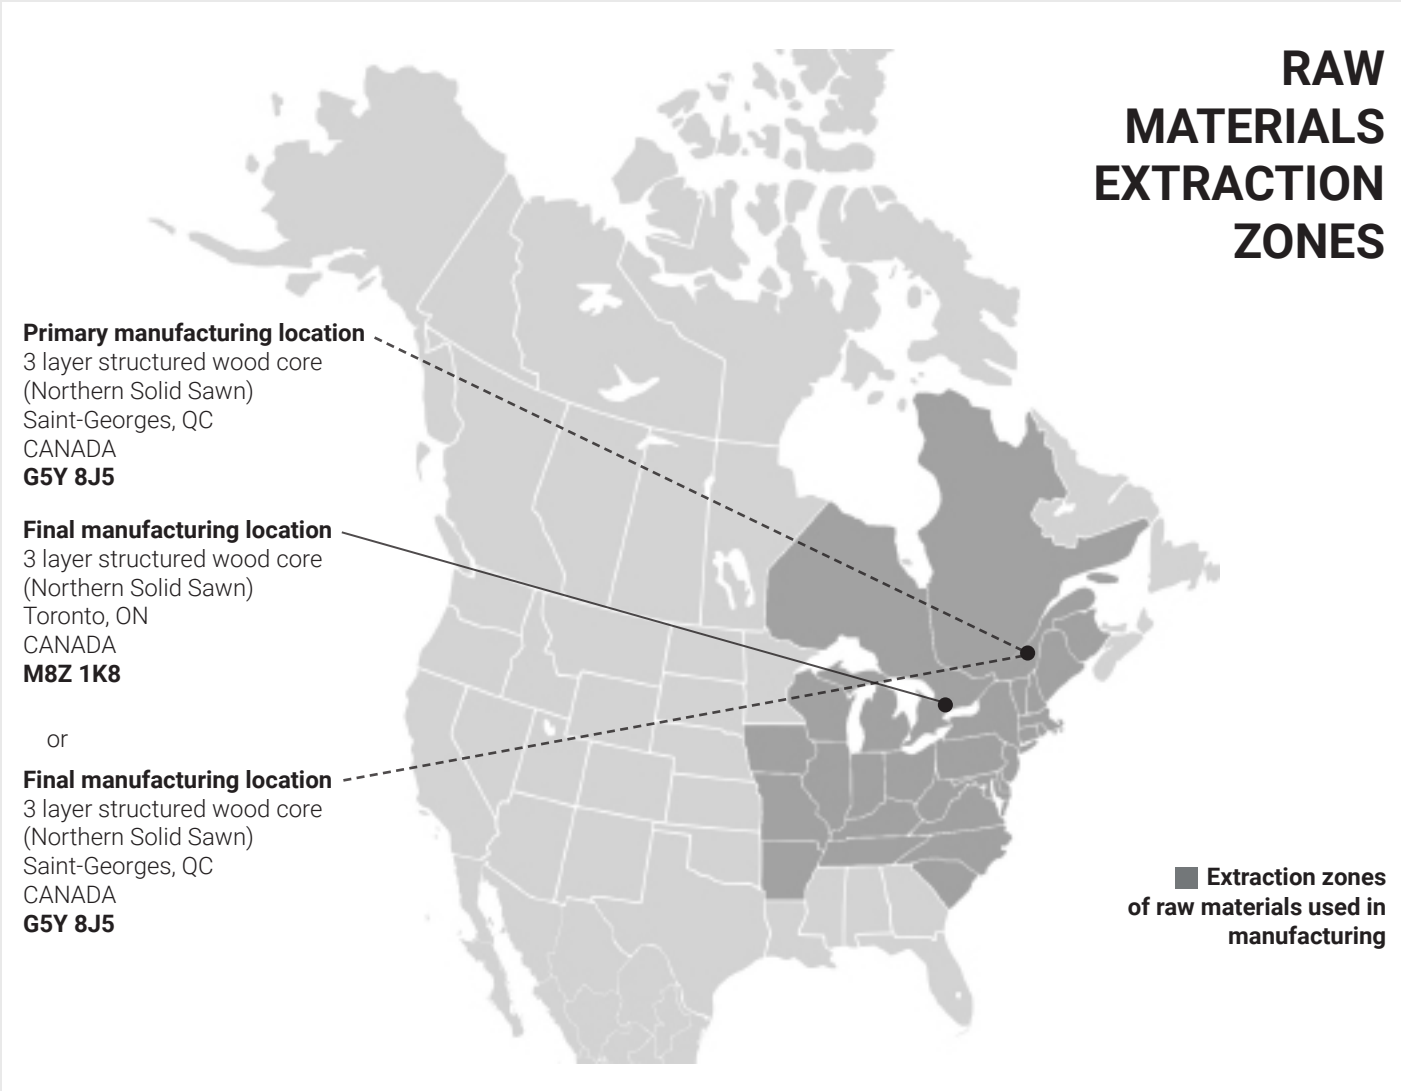 RAW
MATERIALS
EXTRACTION
ZONES
Primary manufacturing location
3 layer structured wood core
(Northern Solid Sawn)
Saint-Georges, QC
CANADA
G5Y 8J5
Final manufacturing location
3 layer structured wood core
(Northern Solid Sawn)
Toronto, ON
CANADA
M8Z 1K8
or
Final manufacturing location
3 layer structured wood core
(Northern Solid Sawn)
Saint-Georges, QC
CANADA
G5Y 8J5
Extraction zones
of raw materials used in
manufacturing